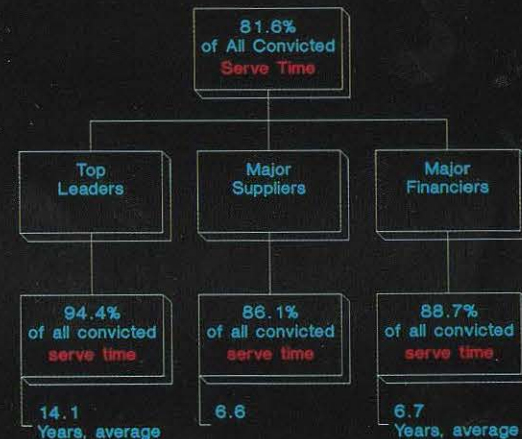 81.6%
of All Convicted
Serve Time
Top
Leaders
Major
Suppliers
Major
Financiers
94.4%
of all convicted
serve time
86.1%
of all convicted
serve time
88.7%
of all convicted
serve time
14.1
Years, average
6.6
6.7
Years, average